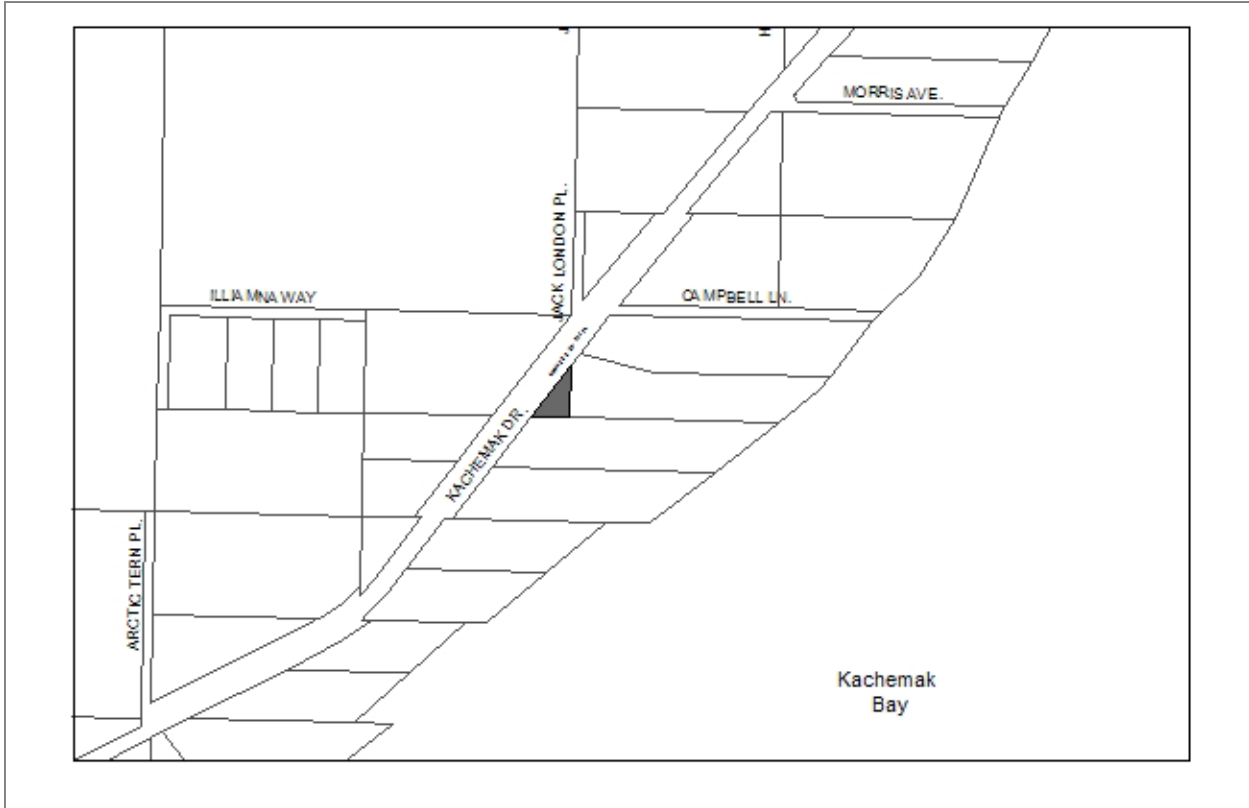 MORRIS AVE.
JACK LONDON PL.
ILLIAMNA WAY
CAMPBELL LN.
KACHEMAK DR.
ARCTIC TERN PL.
Kachemak
Bay